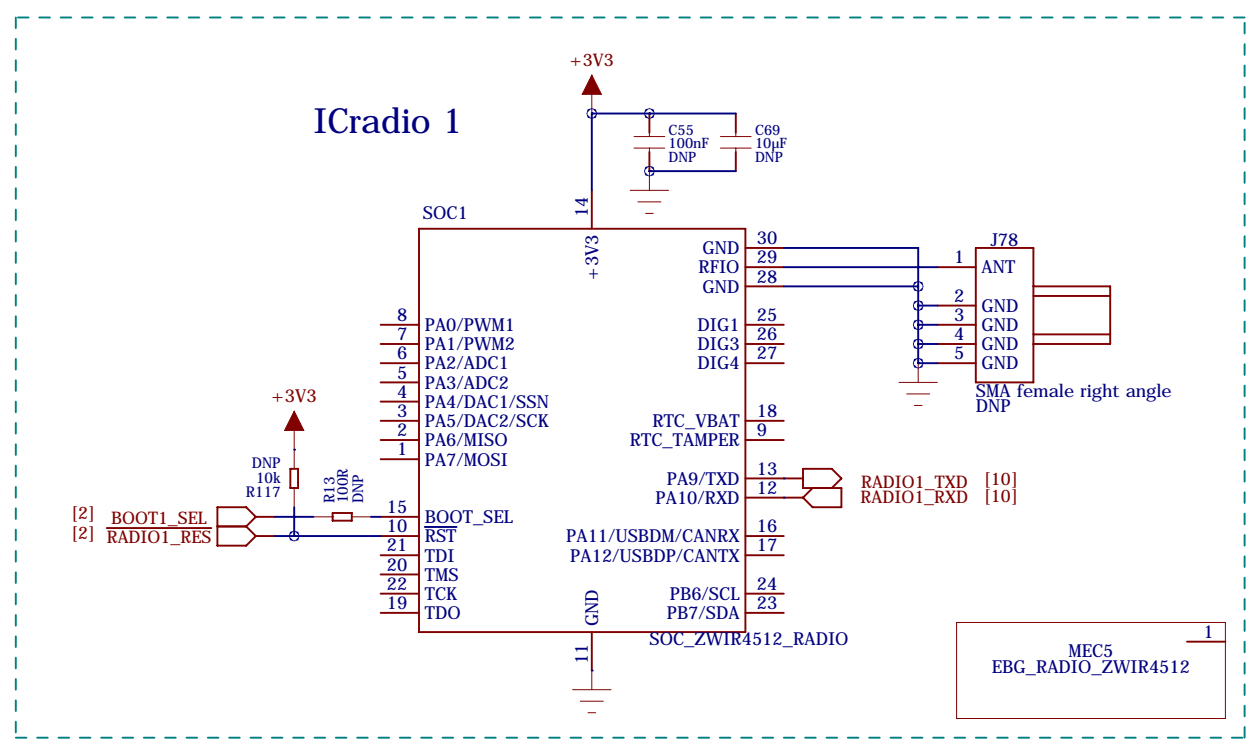 +3V3
ICradio 1
C55
100nF
DNP
C69
10µF
DNP
SOC1
14
+3V3
GND 30
RFIO 29
GND 28
J78
1 ANT
2 GND
3 GND
4 GND
5 GND
SMA female right angle
DNP
8 PA0/PWM1
7 PA1/PWM2
6 PA2/ADC1
5 PA3/ADC2
4 PA4/DAC1/SSN
3 PA5/DAC2/SCK
2 PA6/MISO
1 PA7/MOSI
DIG1 25
DIG3 26
DIG4 27
RTC_VBAT 18
RTC_TAMPER 9
PA9/TXD 13
RADIO1_TXD [10]
PA10/RXD 12
RADIO1_RXD [10]
+3V3
DNP
10k
R117
R13
100R
DNP
[2] BOOT1_SEL
[2] RADIO1_RES
15 BOOT_SEL
10 RST
21 TDI
20 TMS
22 TCK
19 TDO
PA11/USBDM/CANRX 16
PA12/USBDP/CANTX 17
PB6/SCL 24
PB7/SDA 23
GND
11
SOC_ZWIR4512_RADIO
1
MEC5
EBG_RADIO_ZWIR4512